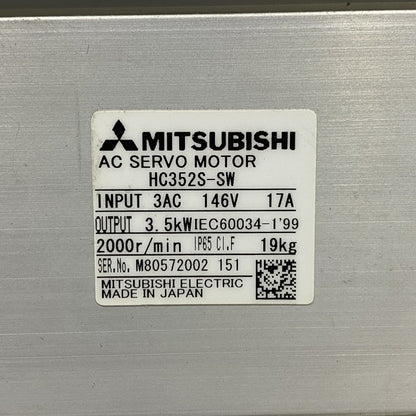 MITSUBISHI
AC SERVO MOTOR
HC352S-SW
INPUT 3AC 146V 17A
OUTPUT 3.5kW IEC60034-1'99
2000r/min IP65 Cl.F 19kg
SER.No. M80572002 151
MITSUBISHI ELECTRIC
MADE IN JAPAN